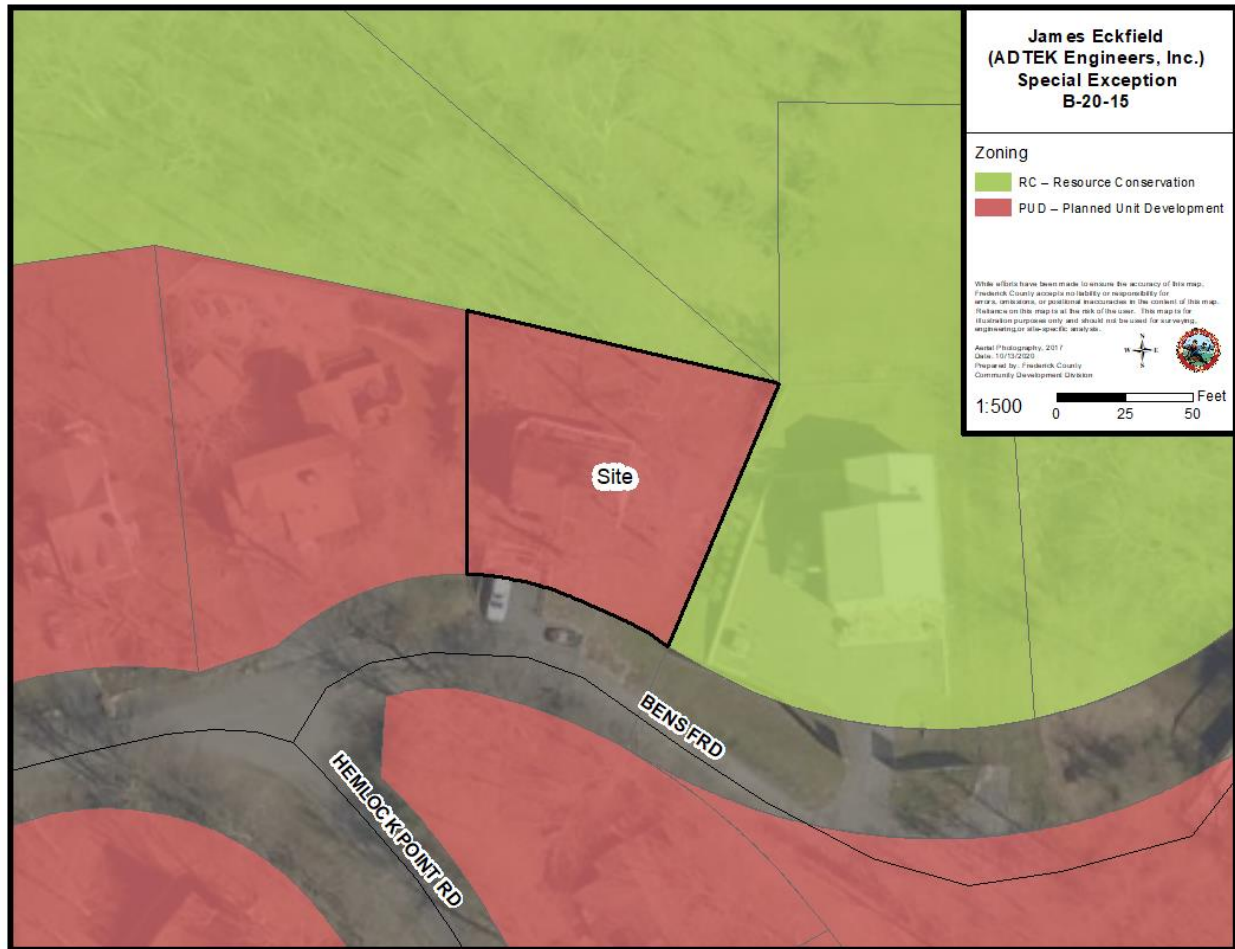 James Eckfield
(ADTEK Engineers, Inc.)
Special Exception
B-20-15
Zoning
RC – Resource Conservation
PUD – Planned Unit Development
While efforts have been made to ensure the accuracy of this map,
Frederick County accepts no liability or responsibility for
errors, omissions, or positional inaccuracies in the content of this map.
Reliance on this map is at the risk of the user. This map is for
illustration purposes only and should not be used for surveying,
engineering, or site-specific analysis.
Aerial Photography, 2017
Date: 10/13/2020
Prepared by: Frederick County
Community Development Division
N
W E
S
1:500
Feet
0 25 50
Site
BENS FRD
HEMLOCK POINT RD